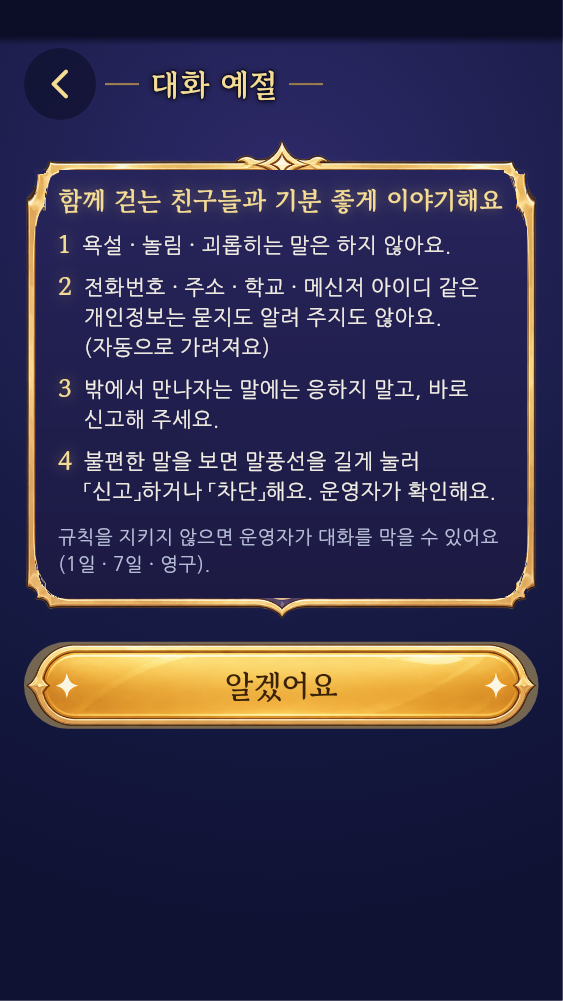 대화 예절
함께 걷는 친구들과 기분 좋게 이야기해요
1 욕설 · 놀림 · 괴롭히는 말은 하지 않아요.
2 전화번호 · 주소 · 학교 · 메신저 아이디 같은
개인정보는 묻지도 알려 주지도 않아요.
(자동으로 가려져요)
3 밖에서 만나자는 말에는 응하지 말고, 바로
신고해 주세요.
4 불편한 말을 보면 말풍선을 길게 눌러
「신고」하거나 「차단」해요. 운영자가 확인해요.
규칙을 지키지 않으면 운영자가 대화를 막을 수 있어요
(1일 · 7일 · 영구).
알겠어요